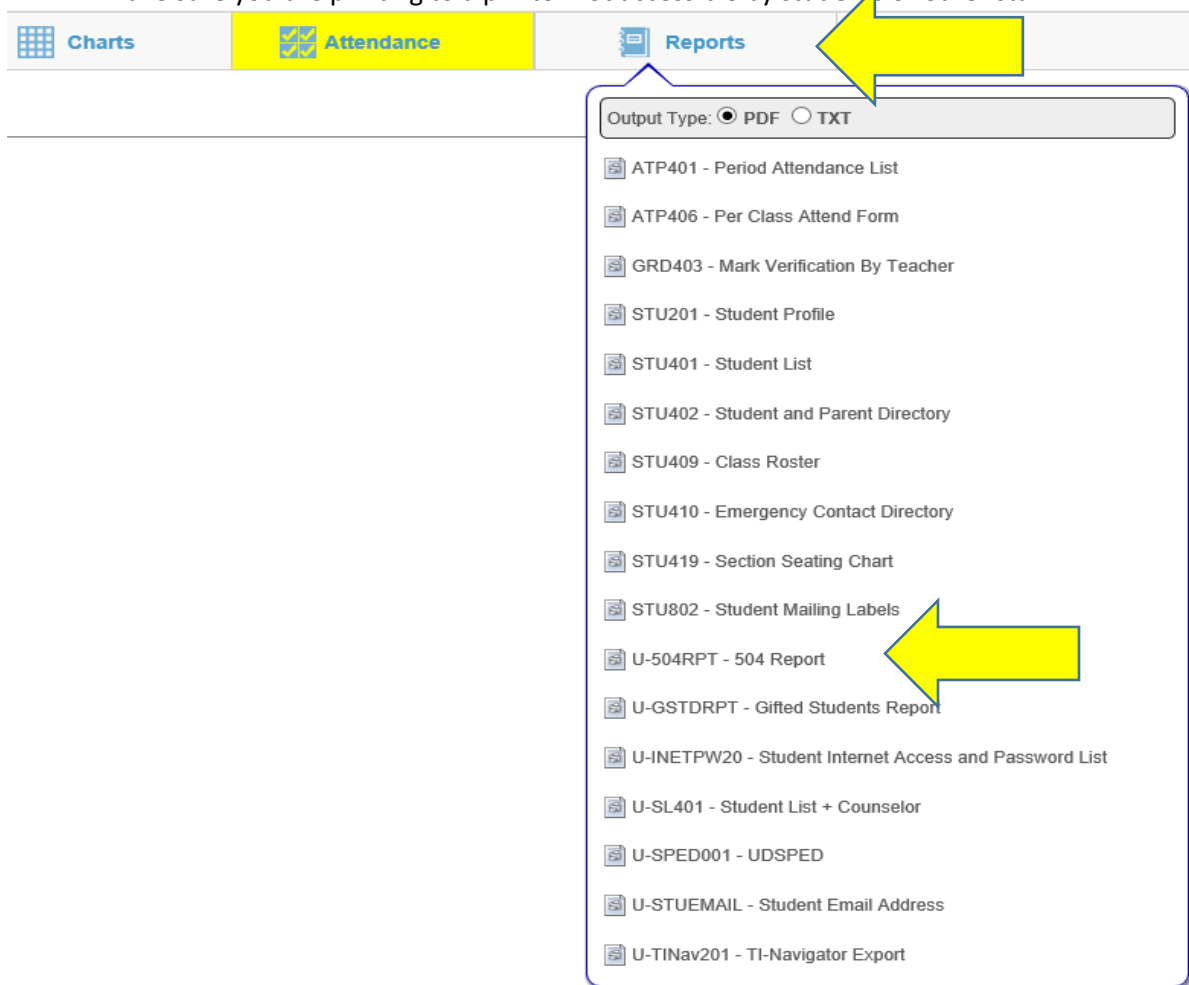 Charts Attendance Reports
Output Type: PDF TXT
ATP401 - Period Attendance List
ATP406 - Per Class Attend Form
GRD403 - Mark Verification By Teacher
STU201 - Student Profile
STU401 - Student List
STU402 - Student and Parent Directory
STU409 - Class Roster
STU410 - Emergency Contact Directory
STU419 - Section Seating Chart
STU802 - Student Mailing Labels
U-504RPT - 504 Report
U-GSTDRPT - Gifted Students Report
U-INETPW20 - Student Internet Access and Password List
U-SL401 - Student List + Counselor
U-SPED001 - UDSPED
U-STUEMAIL - Student Email Address
U-TINav201 - TI-Navigator Export